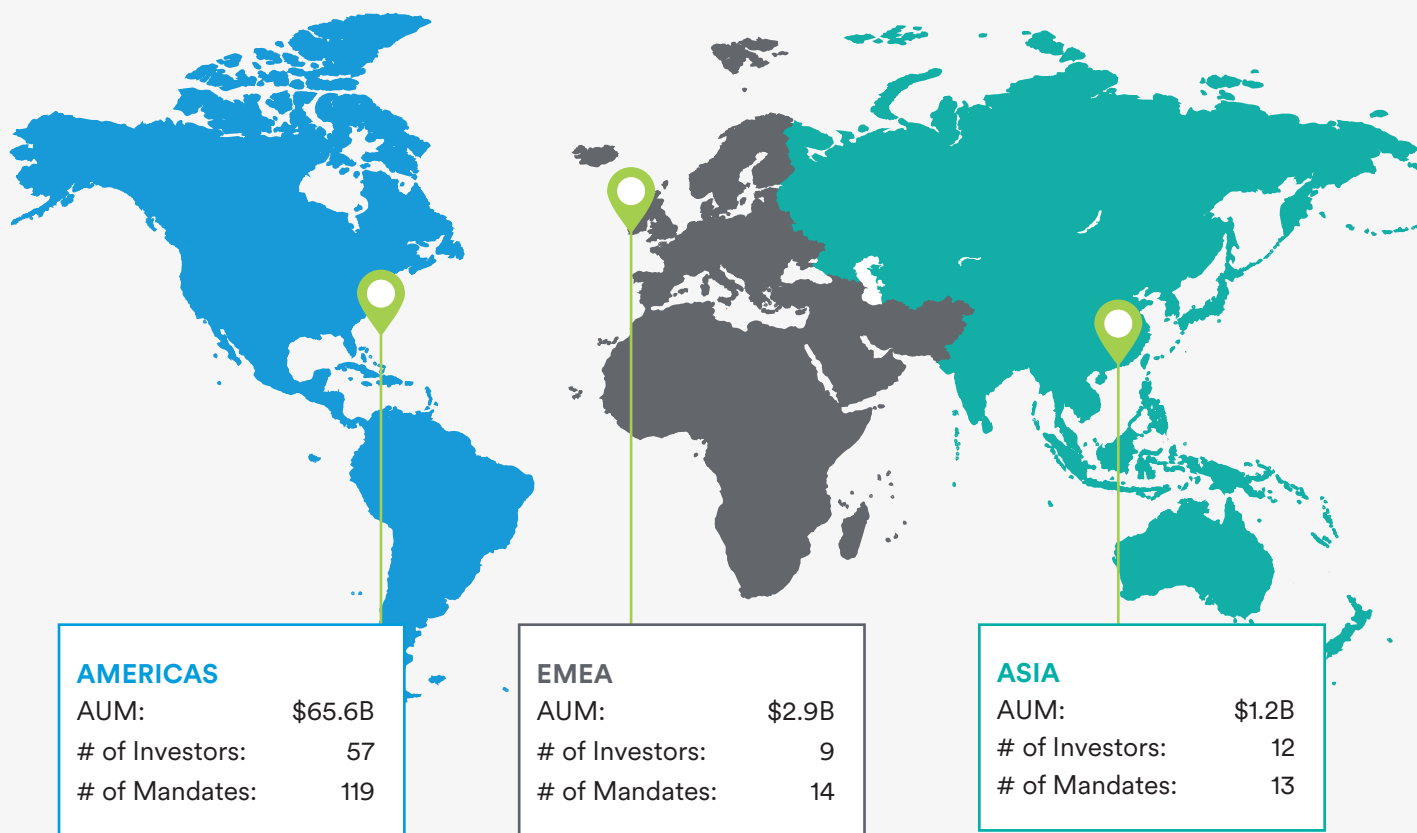 AMERICAS
AUM: $65.6B
# of Investors: 57
# of Mandates: 119
EMEA
AUM: $2.9B
# of Investors: 9
# of Mandates: 14
ASIA
AUM: $1.2B
# of Investors: 12
# of Mandates: 13